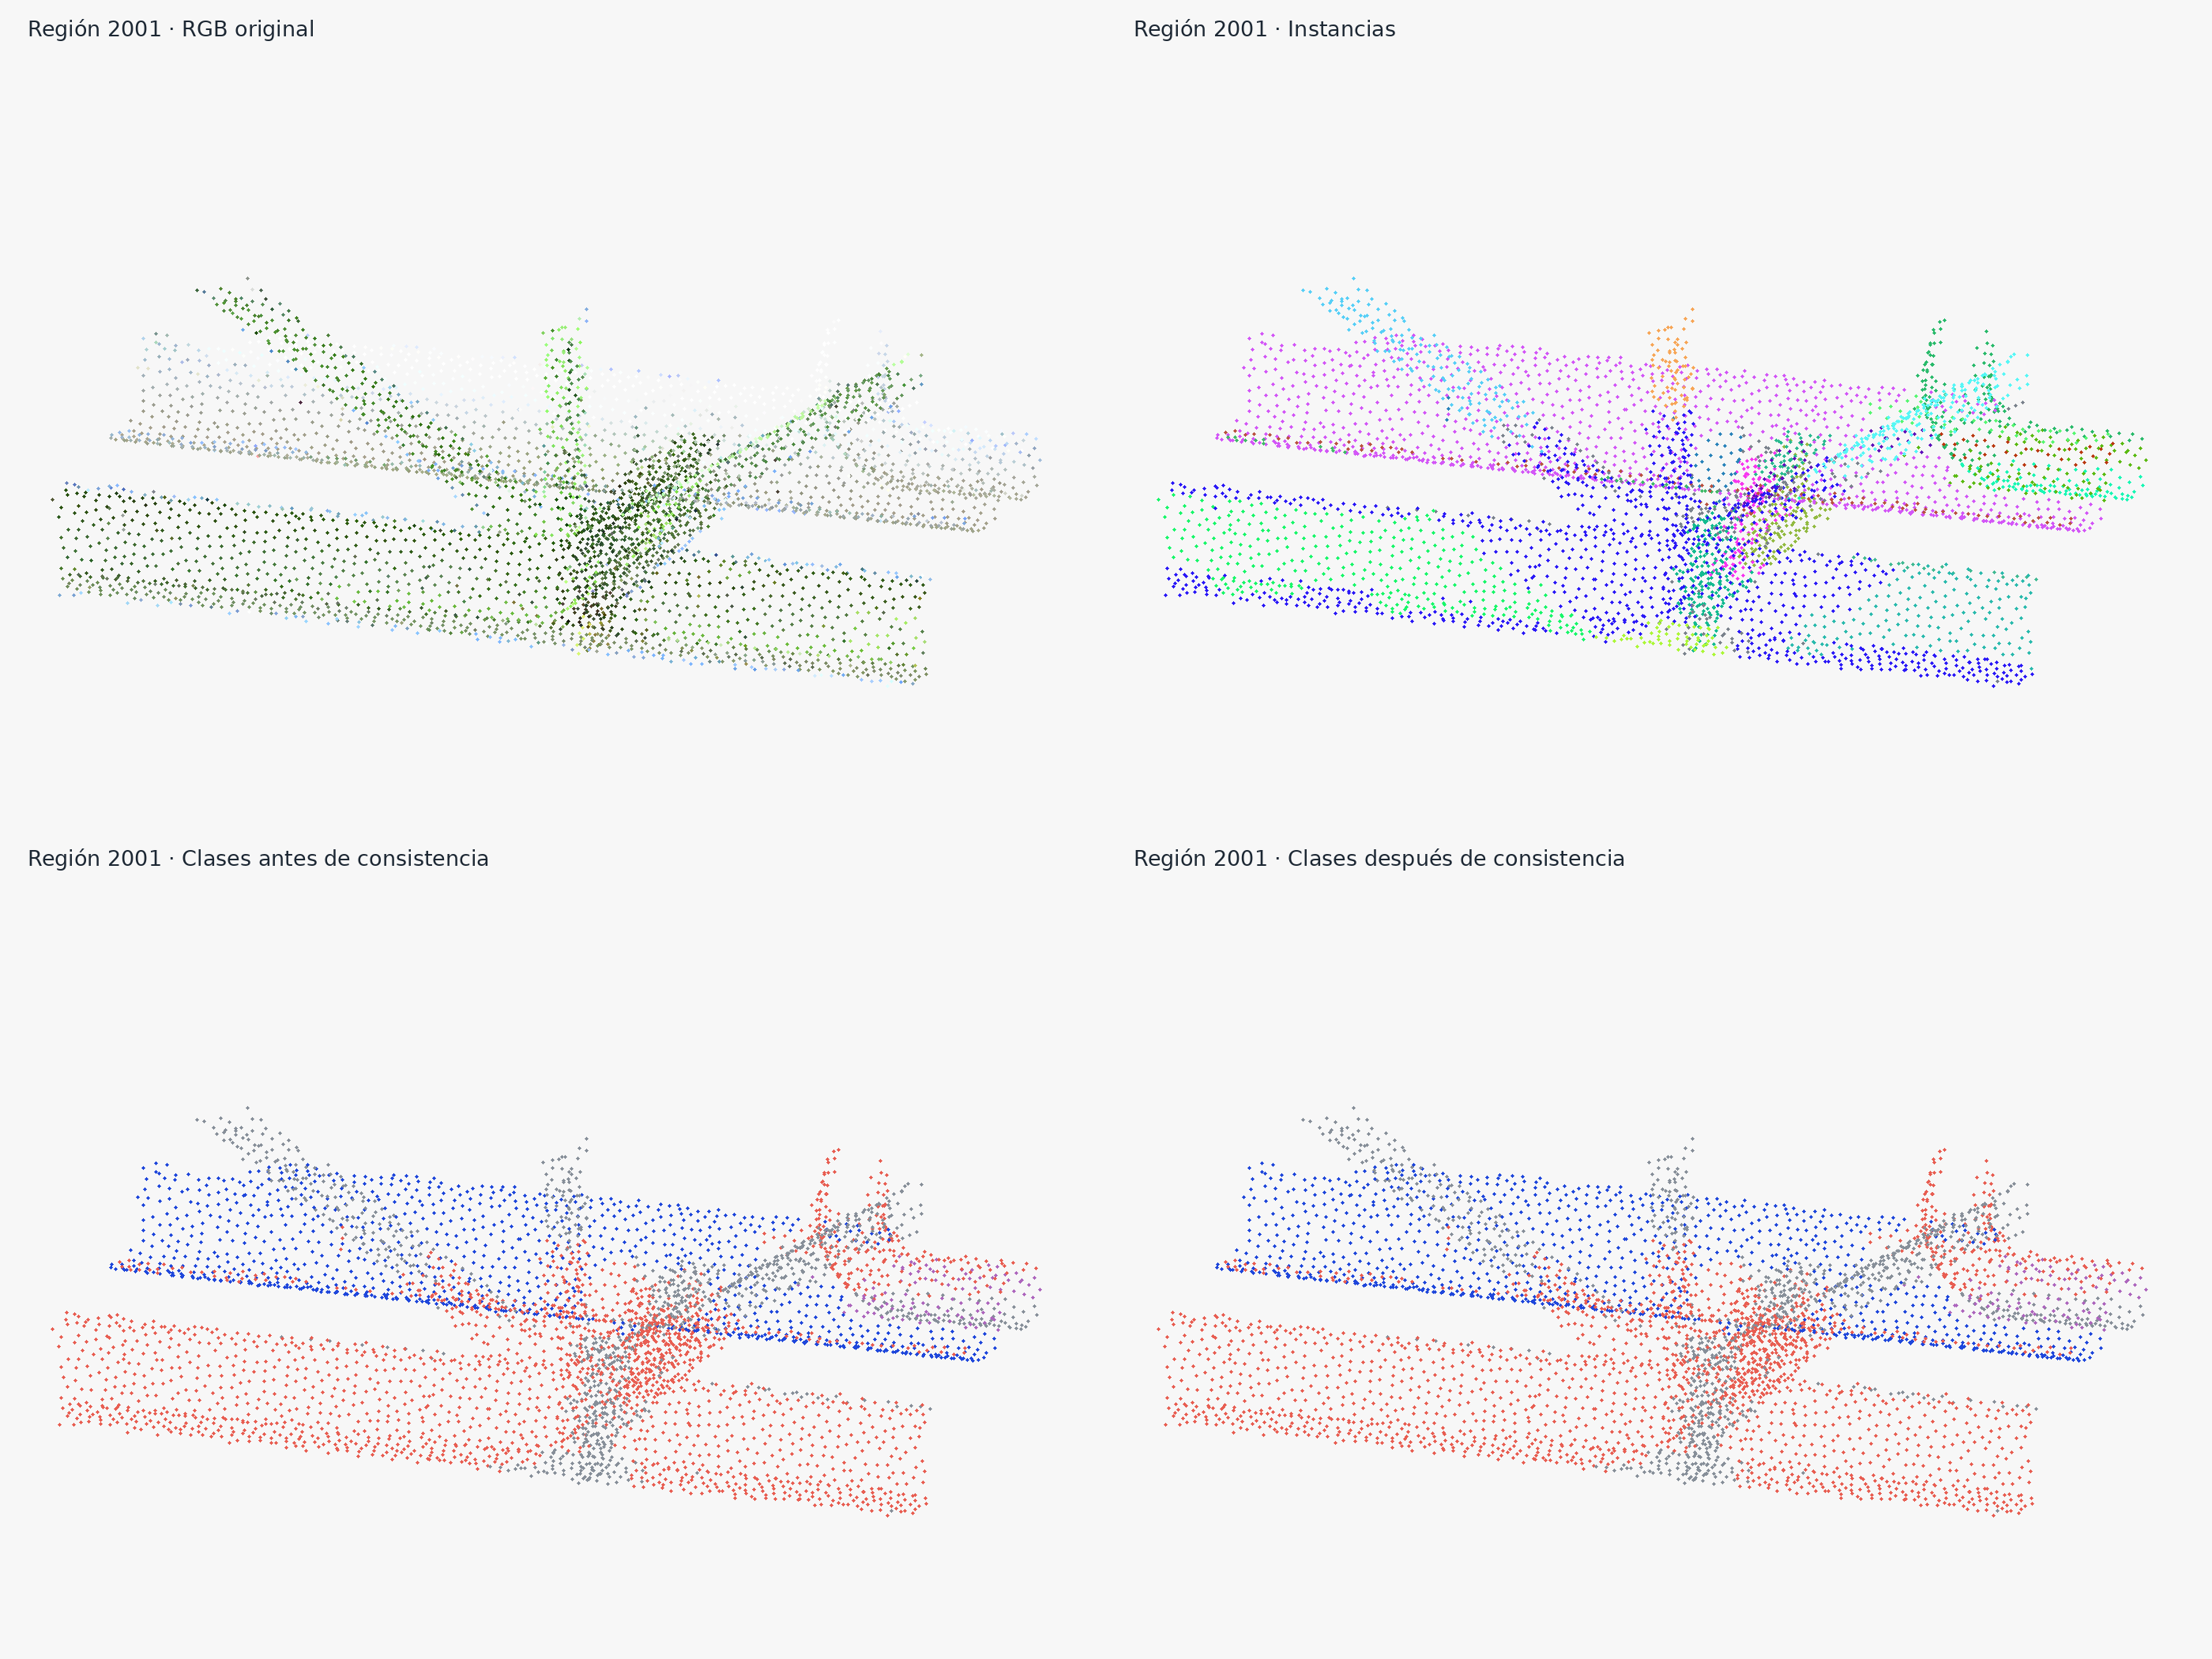 Región 2001 · RGB original
Región 2001 · Instancias
Región 2001 · Clases antes de consistencia
Región 2001 · Clases después de consistencia